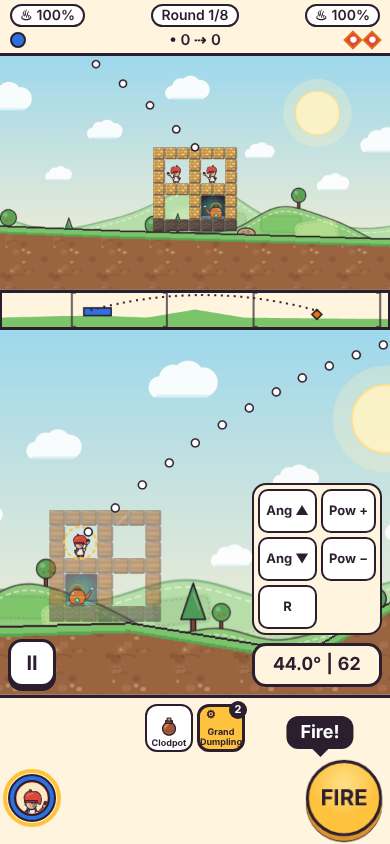 ♨ 100%
Round 1/8
♨ 100%
• 0 ⇢ 0
Ang ▲
Pow +
Ang ▼
Pow −
R
44.0° | 62
2
Clodpot
Grand
Dumpling
Fire!
FIRE